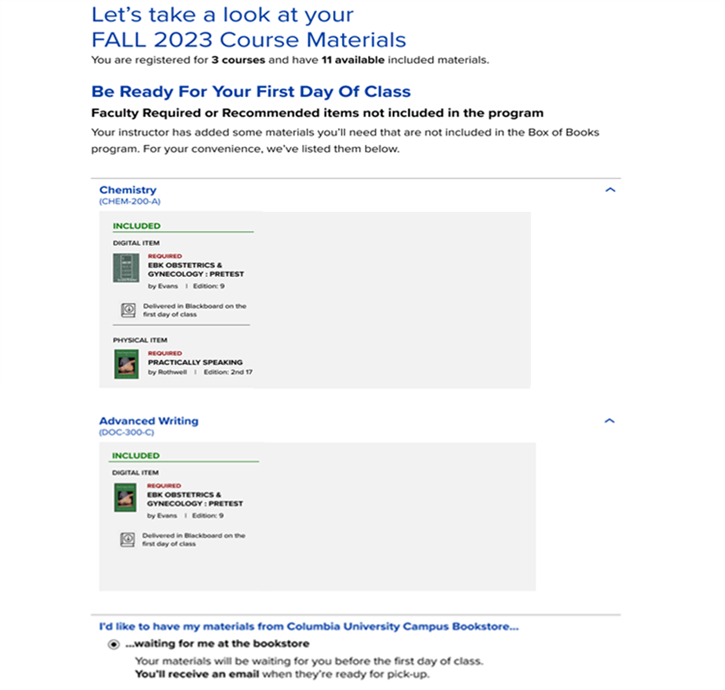 Let's take a look at your
FALL 2023 Course Materials
You are registered for 3 courses and have 11 available included materials.
Be Ready For Your First Day Of Class
Faculty Required or Recommended items not included in the program
Your instructor has added some materials you'll need that are not included in the Box of Books
program. For your convenience, we've listed them below.
Chemistry
(CHEM-200-A)
INCLUDED
DIGITAL ITEM
REQUIRED
EBK OBSTETRICS &
GYNECOLOGY : PRETEST
by Evans | Edition: 9
Delivered in Blackboard on the
first day of class
PHYSICAL ITEM
REQUIRED
PRACTICALLY SPEAKING
by Rothwell | Edition: 2nd 17
Advanced Writing
(DOC-300-C)
INCLUDED
DIGITAL ITEM
REQUIRED
EBK OBSTETRICS &
GYNECOLOGY : PRETEST
by Evans | Edition: 9
Delivered in Blackboard on the
first day of class
I'd like to have my materials from Columbia University Campus Bookstore...
...waiting for me at the bookstore
Your materials will be waiting for you before the first day of class.
You'll receive an email when they're ready for pick-up.